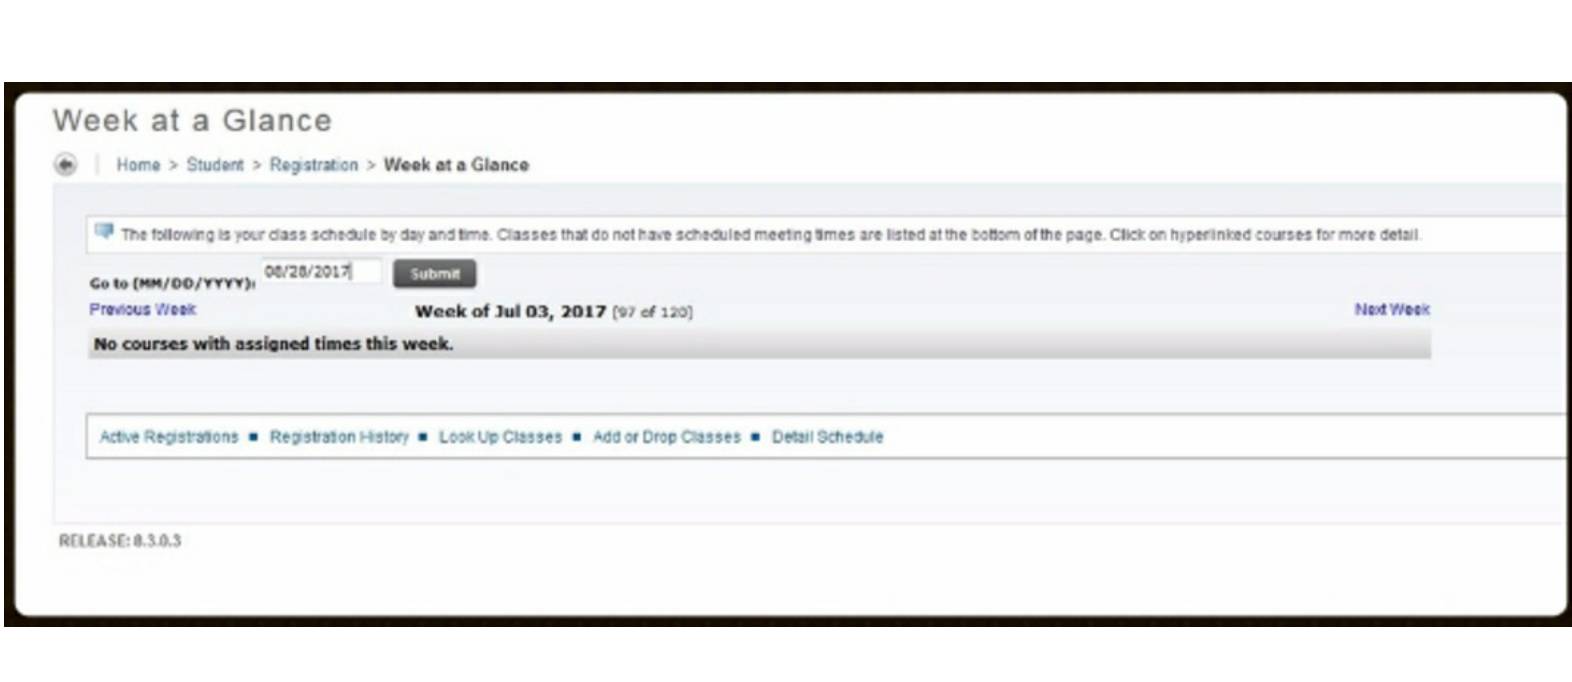 Week at a Glance
Home > Student > Registration > Week at a Glance
The following is your class schedule by day and time. Classes that do not have scheduled meeting times are listed at the bottom of the page. Click on hyperlinked courses for more detail.
Go to (MM/DD/YYYY): 08/28/2017 Submit
Previous Week Week of Jul 03, 2017 (97 of 120) Next Week
No courses with assigned times this week.
Active Registrations ▪ Registration History ▪ Look Up Classes ▪ Add or Drop Classes ▪ Detail Schedule
RELEASE: 8.3.0.3